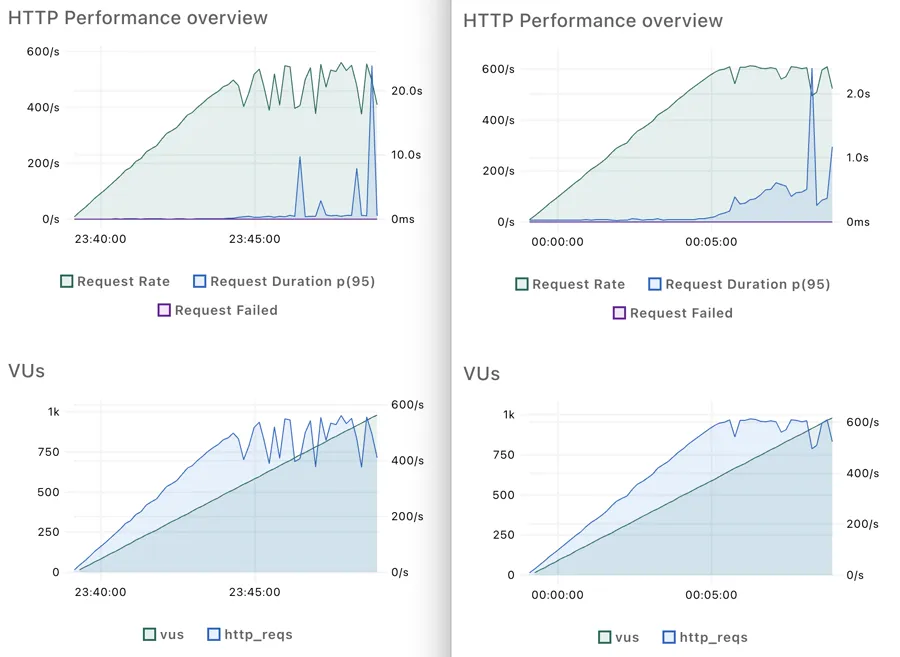 HTTP Performance overview
600/s
400/s
200/s
0/s
20.0s
10.0s
0ms
23:40:00 23:45:00
Request Rate Request Duration p(95)
Request Failed
VUs
1k
750
500
250
0
600/s
400/s
200/s
0/s
23:40:00 23:45:00
vus http_reqs
HTTP Performance overview
600/s
400/s
200/s
0/s
2.0s
1.0s
0ms
00:00:00 00:05:00
Request Rate Request Duration p(95)
Request Failed
VUs
1k
750
500
250
0
600/s
400/s
200/s
0/s
00:00:00 00:05:00
vus http_reqs